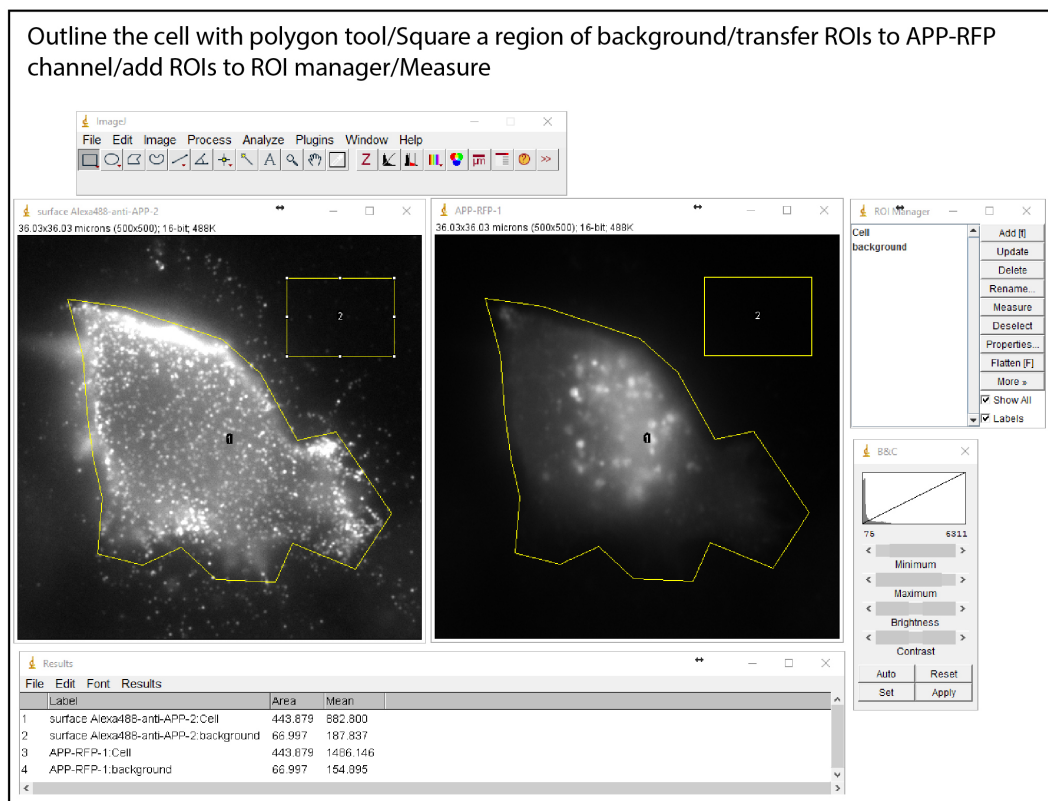 Outline the cell with polygon tool/Square a region of background/transfer ROIs to APP-RFP
channel/add ROIs to ROI manager/Measure
ImageJ
File Edit Image Process Analyze Plugins Window Help
surface Alexa488-anti-APP-2
36.03x36.03 microns (500x500); 16-bit; 488K
2
1
APP-RFP-1
36.03x36.03 microns (500x500); 16-bit; 488K
2
1
ROI Manager
Cell
background
Add [t]
Update
Delete
Rename...
Measure
Deselect
Properties...
Flatten [F]
More »
Show All
Labels
B&C
75 6311
Minimum
Maximum
Brightness
Contrast
Auto Reset
Set Apply
Results
File Edit Font Results
Label Area Mean
1 surface Alexa488-anti-APP-2:Cell 443.879 882.800
2 surface Alexa488-anti-APP-2:background 66.997 187.837
3 APP-RFP-1:Cell 443.879 1486.146
4 APP-RFP-1:background 66.997 154.895